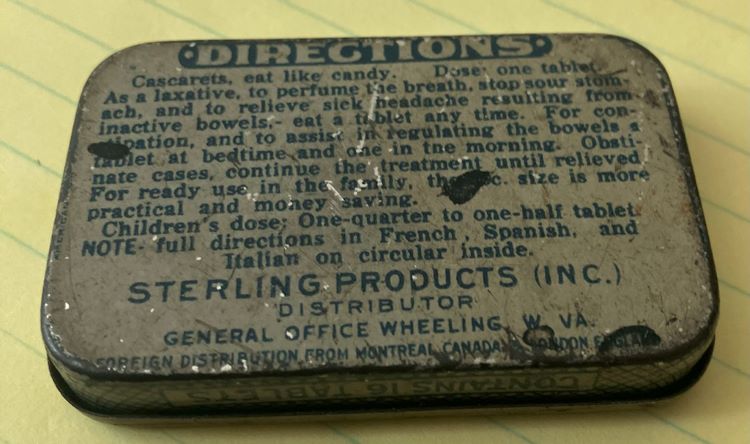 DIRECTIONS
Cascarets, eat like candy. Dose; one tablet.
As a laxative, to perfume the breath, stop sour stom-
ach, and to relieve sick headache resulting from
inactive bowels,- eat a tablet any time. For con-
and to assist in regulating the bowels a
tablet at bedtime and one in the morning. Obsti-
nate cases, continue the treatment until relieved
For ready use in the family, size is more
practical and money saving.
Children's dose; One-quarter to one-half tablet.
NOTE- full directions in French, Spanish, and
Italian on circular inside.
STERLING PRODUCTS (INC.)
DISTRIBUTOR
GENERAL OFFICE WHEELING, W. VA.
FOREIGN DISTRIBUTION FROM MONTREAL, CANADA LONDON ENGLAND
CONTAINS 16 TABLETS